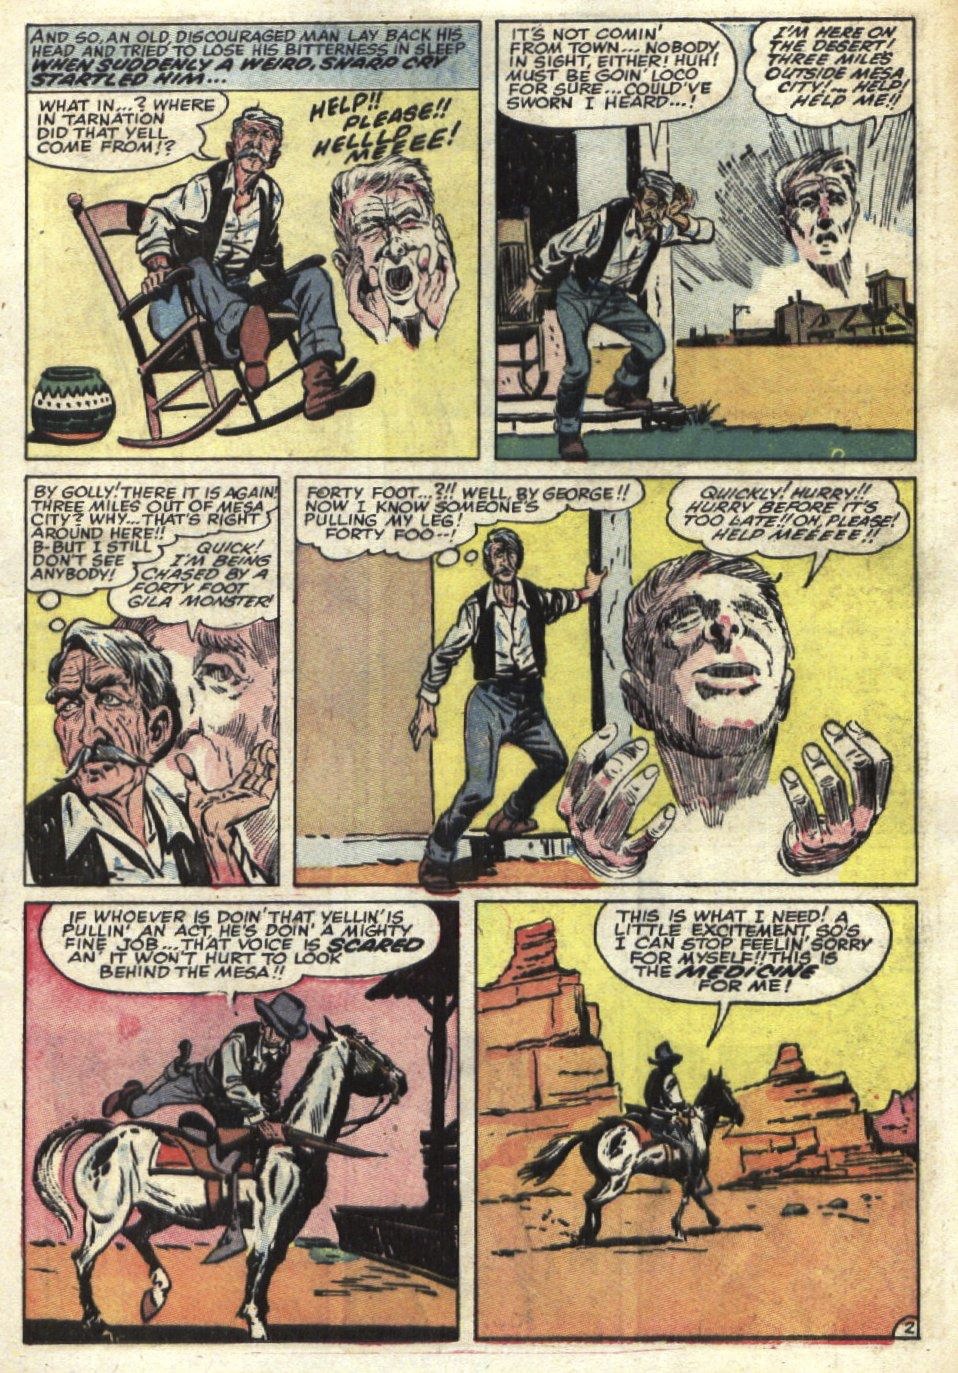 AND SO, AN OLD, DISCOURAGED MAN LAY BACK HIS
HEAD AND TRIED TO LOSE HIS BITTERNESS IN SLEEP
WHEN SUDDENLY A WEIRD, SHARP CRY
STARTLED HIM...
WHAT IN...? WHERE
IN TARNATION
DID THAT YELL
COME FROM!?
HELP!!
PLEASE!!
HELLLP
MEEEE!
IT'S NOT COMIN'
FROM TOWN... NOBODY
IN SIGHT, EITHER! HUH!
MUST BE GOIN' LOCO
FOR SURE... COULD'VE
SWORN I HEARD...!
I'M HERE ON
THE DESERT!
THREE MILES
OUTSIDE MESA
CITY!... HELP!
HELP ME!!
BY GOLLY! THERE IT IS AGAIN!
THREE MILES OUT OF MESA
CITY? WHY... THAT'S RIGHT
AROUND HERE!!
B-BUT I STILL
DON'T SEE
ANYBODY!
QUICK!
I'M BEING
CHASED BY A
FORTY FOOT
GILA MONSTER!
FORTY FOOT...?!! WELL, BY GEORGE!!
NOW I KNOW SOMEONE'S
PULLING MY LEG!
FORTY FOO--!
QUICKLY! HURRY!!
HURRY BEFORE IT'S
TOO LATE!! OH, PLEASE!
HELP MEEEEE!!
IF WHOEVER IS DOIN' THAT YELLIN' IS
PULLIN' AN ACT, HE'S DOIN' A MIGHTY
FINE JOB... THAT VOICE IS SCARED
AN' IT WON'T HURT TO LOOK
BEHIND THE MESA!!
THIS IS WHAT I NEED! A
LITTLE EXCITEMENT SO'S
I CAN STOP FEELIN' SORRY
FOR MYSELF!! THIS IS
THE MEDICINE
FOR ME!
2